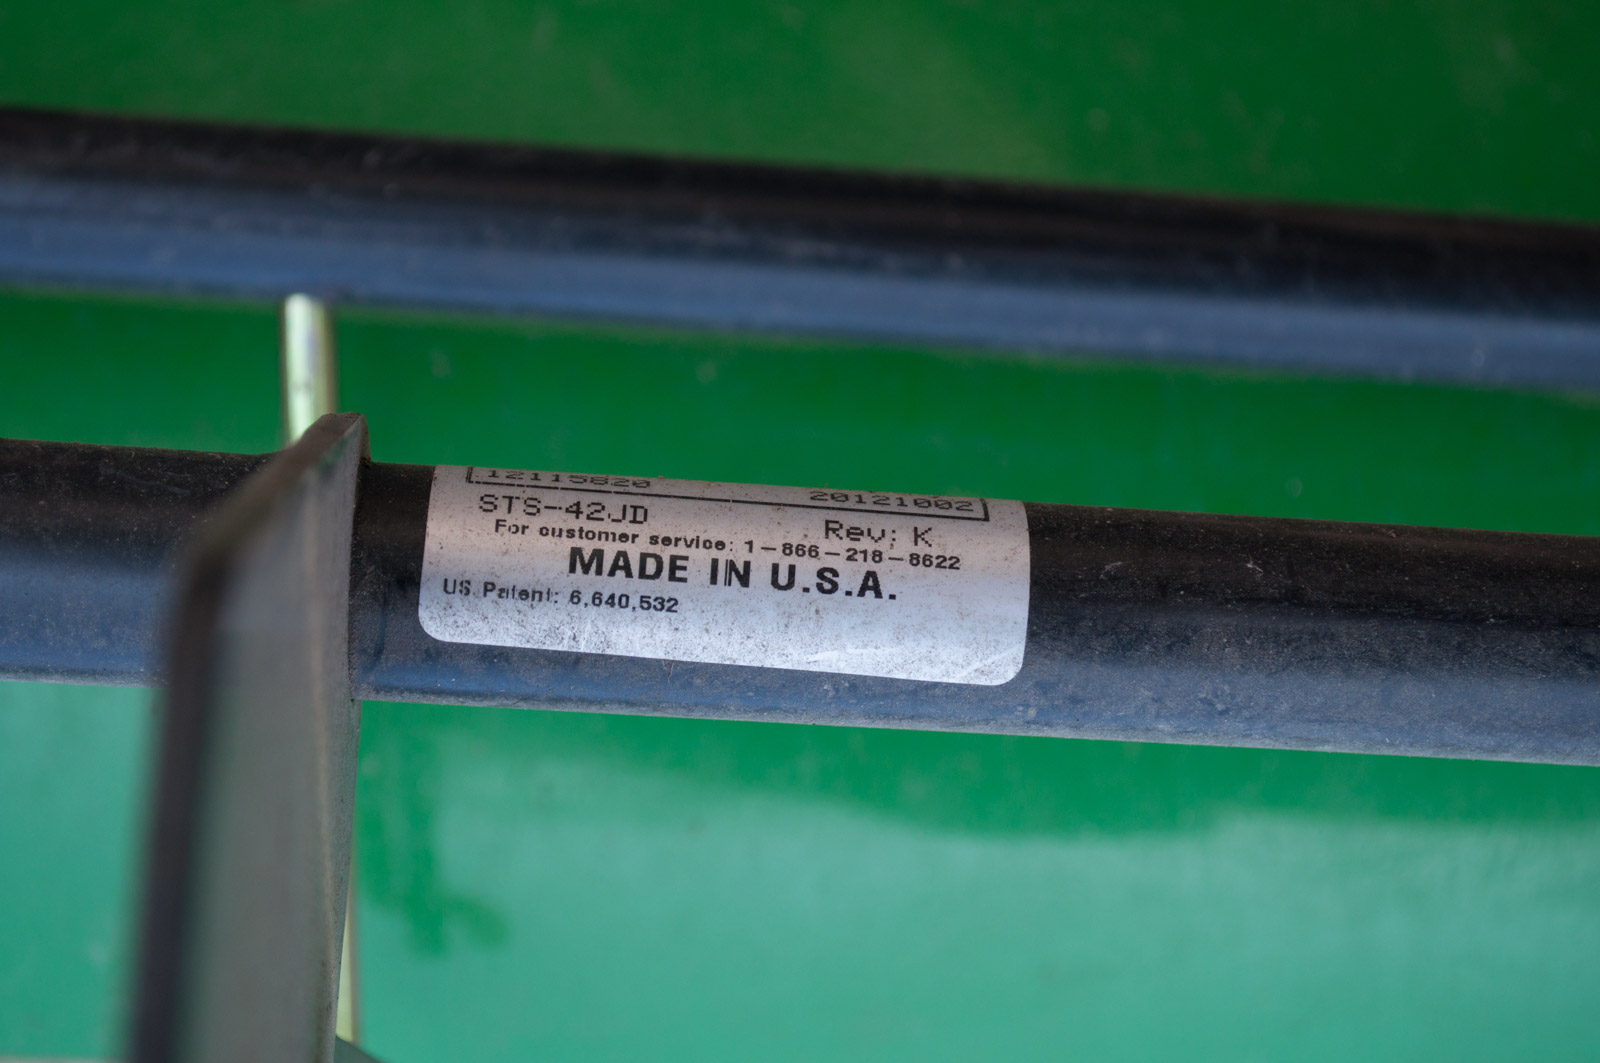 12115820 20121002
STS-42JD Rev: K
For customer service: 1-866-218-8622
MADE IN U.S.A.
US Patent: 6,640,532